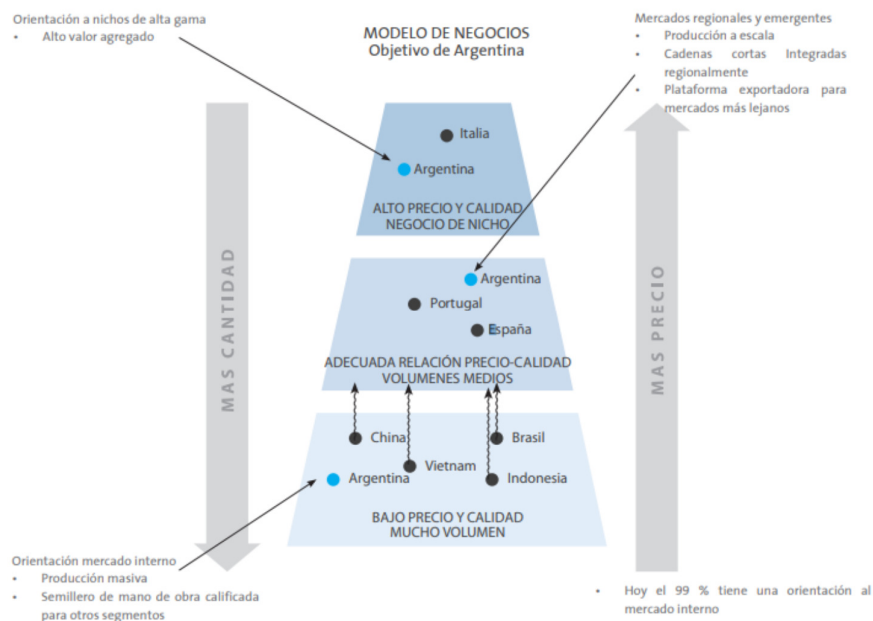 Orientación a nichos de alta gama
• Alto valor agregado
MODELO DE NEGOCIOS
Objetivo de Argentina
Mercados regionales y emergentes
• Producción a escala
• Cadenas cortas Integradas
regionalmente
• Plataforma exportadora para
mercados más lejanos
Italia
Argentina
ALTO PRECIO Y CALIDAD
NEGOCIO DE NICHO
MAS CANTIDAD
MAS PRECIO
Argentina
Portugal
España
ADECUADA RELACIÓN PRECIO-CALIDAD
VOLUMENES MEDIOS
China
Brasil
Vietnam
Argentina
Indonesia
BAJO PRECIO Y CALIDAD
MUCHO VOLUMEN
Orientación mercado interno
• Producción masiva
• Semillero de mano de obra calificada
para otros segmentos
• Hoy el 99 % tiene una orientación al
mercado interno